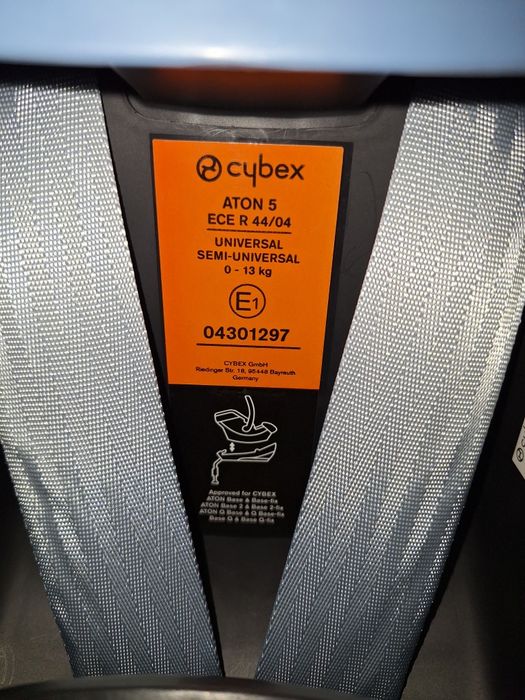 cybex
ATON 5
ECE R 44/04
UNIVERSAL
SEMI-UNIVERSAL
0 - 13 kg
E1
04301297
CYBEX GmbH
Riedinger Str. 18, 95448 Bayreuth
Germany
Approved for CYBEX
ATON Base & Base-fix
ATON Base 2 & Base 2-fix
ATON Q Base & Q Base-fix
Base Q & Base Q-fix